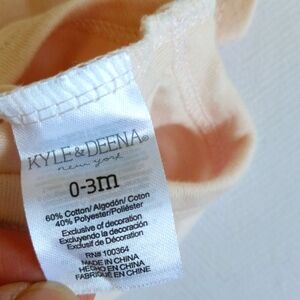 KYLE & DEENA®
new york
0-3m
60% Cotton/ Algodón/ Coton
40% Polyester/Poliéster
Exclusive of decoration
Excluyendo la decoración
Exclusif de Décoration
RN# 100364
MADE IN CHINA
HECHO EN CHINA
FABRIQUÉ EN CHINE